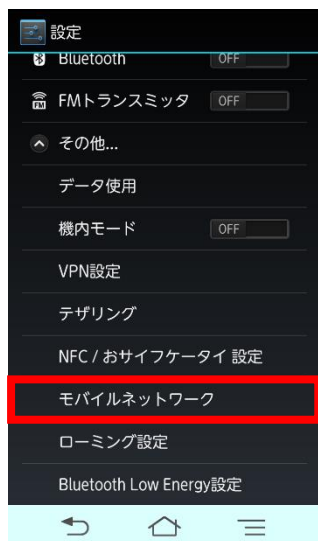 設定
Bluetooth OFF
FMトランスミッタ OFF
その他...
データ使用
機内モード OFF
VPN設定
テザリング
NFC / おサイフケータイ 設定
モバイルネットワーク
ローミング設定
Bluetooth Low Energy設定